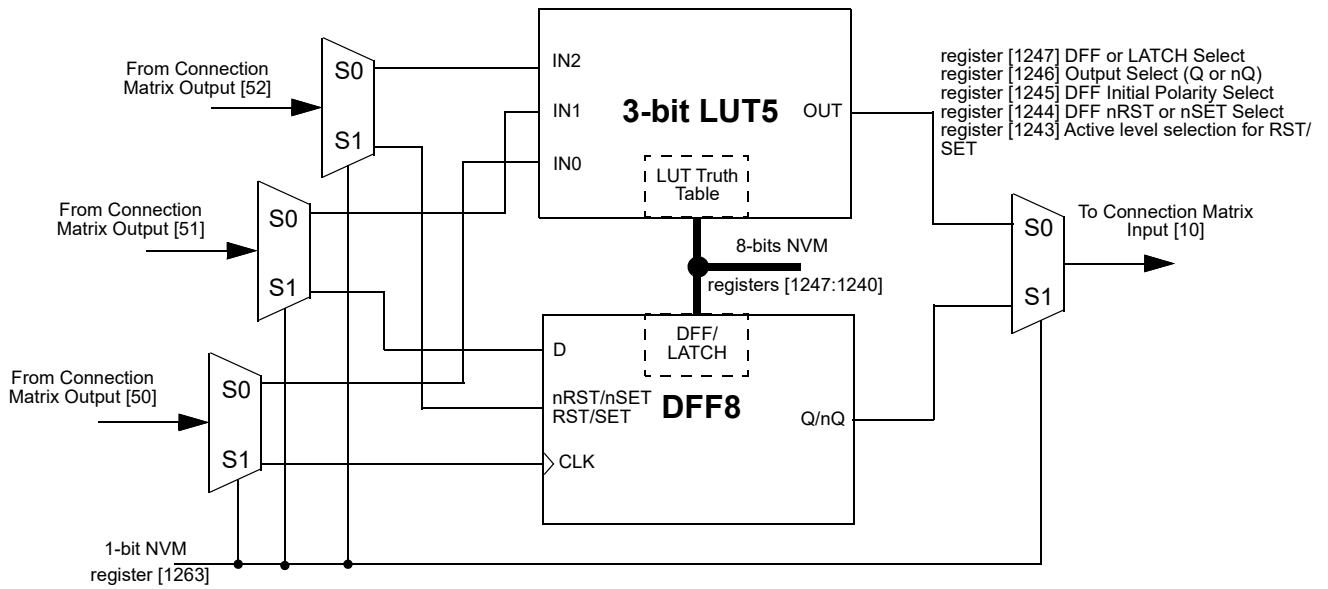 From Connection
Matrix Output [52]
S0
S1
IN2
IN1
IN0
3-bit LUT5
OUT
LUT Truth
Table
register [1247] DFF or LATCH Select
register [1246] Output Select (Q or nQ)
register [1245] DFF Initial Polarity Select
register [1244] DFF nRST or nSET Select
register [1243] Active level selection for RST/
SET
From Connection
Matrix Output [51]
S0
S1
8-bits NVM
registers [1247:1240]
S0
S1
To Connection Matrix
Input [10]
From Connection
Matrix Output [50]
S0
S1
D
nRST/nSET
RST/SET
CLK
DFF/
LATCH
DFF8
Q/nQ
1-bit NVM
register [1263]